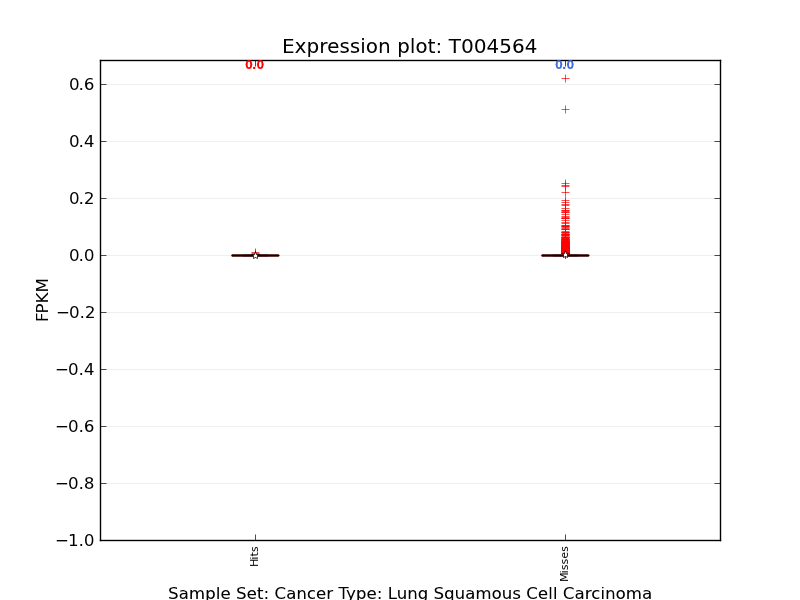 Expression plot: T004564
0.0 0.0
0.6
0.4
0.2
0.0
−0.2
−0.4
−0.6
−0.8
−1.0
FPKM
Hits
Misses
Sample Set: Cancer Type: Lung Squamous Cell Carcinoma